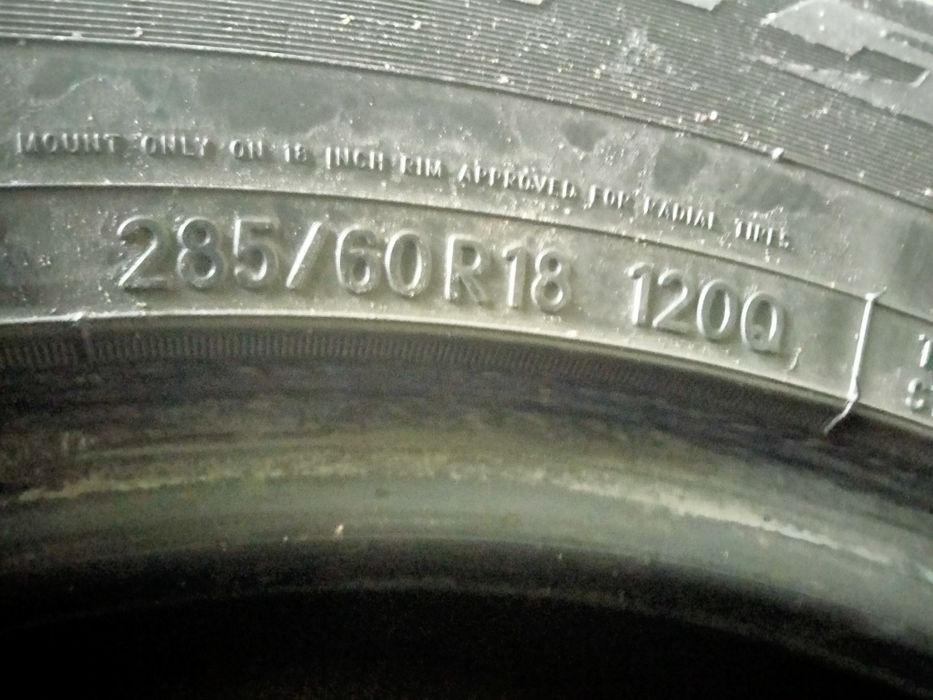 MOUNT ONLY ON 18 INCH RIM APPROVED FOR RADIAL TIRES
285/60R18 120Q